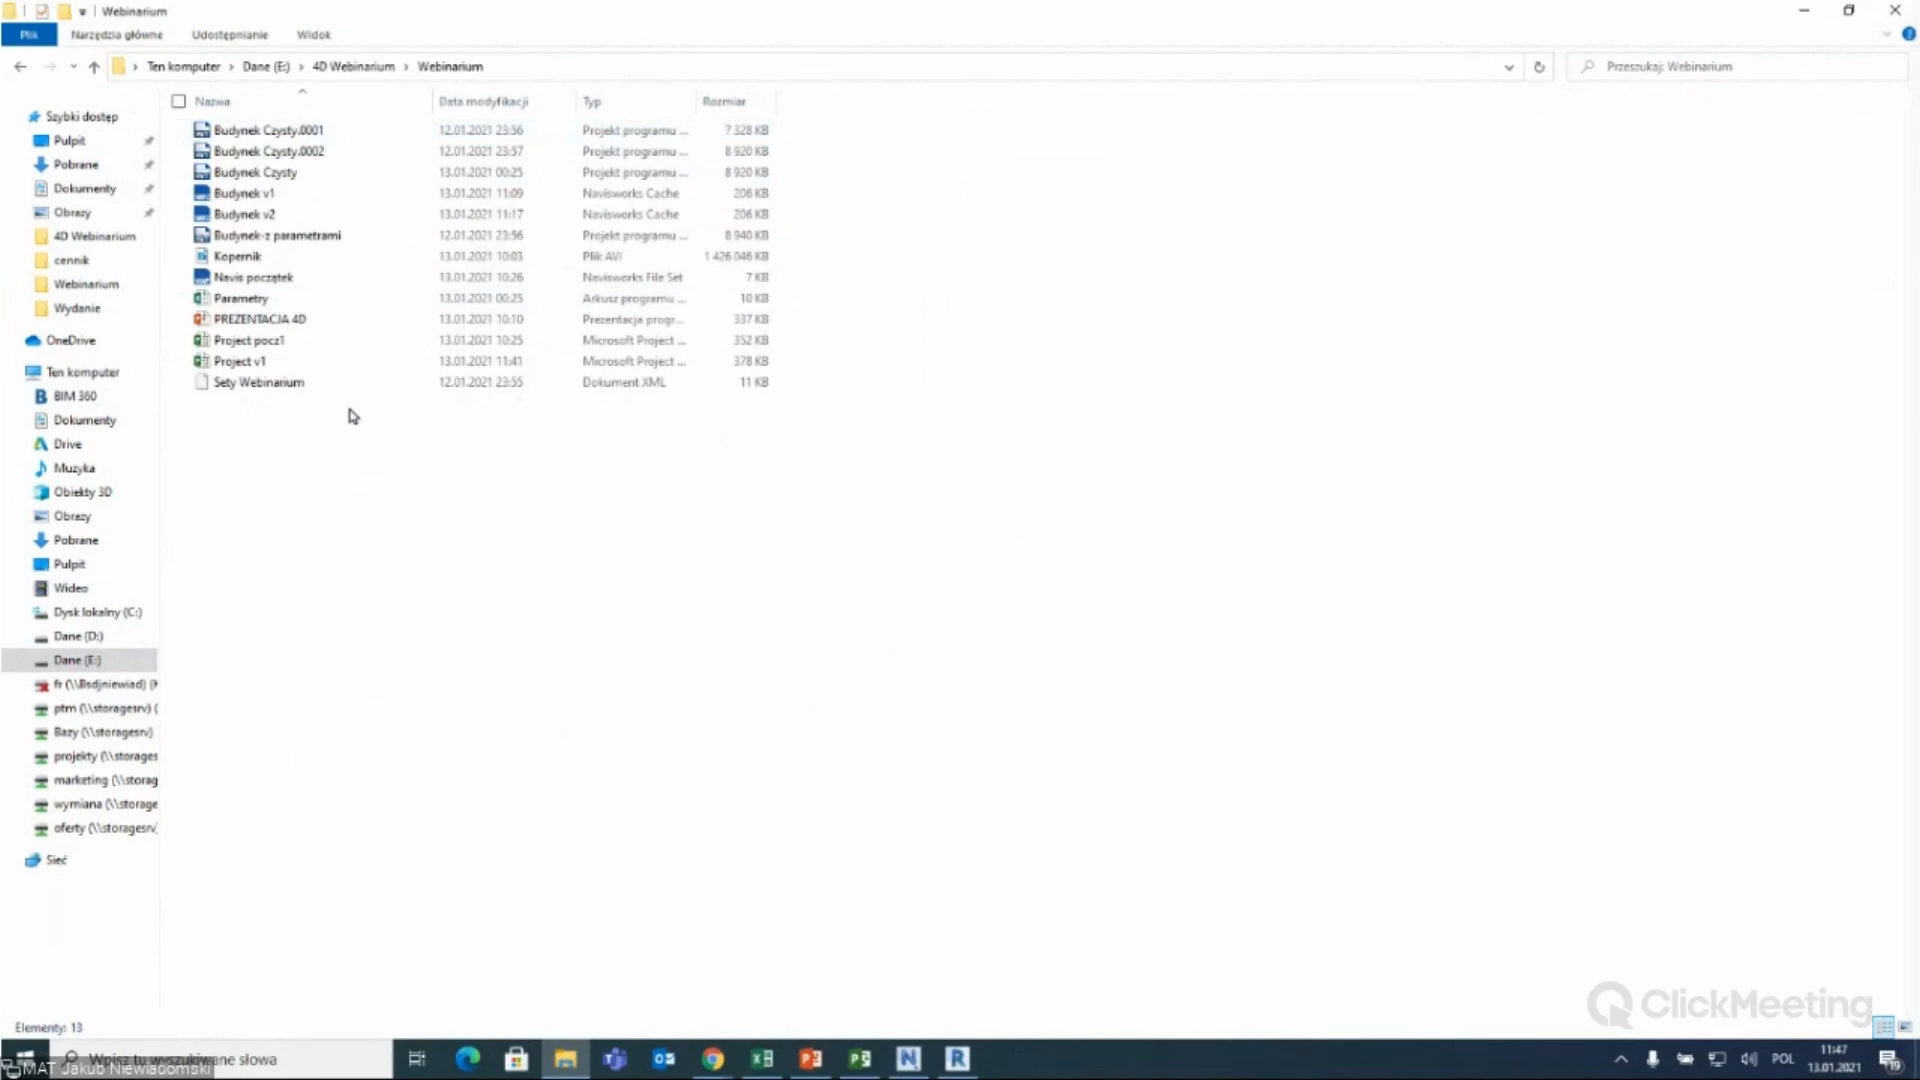 Webinarium
Plik Narzędzia główne Udostępnianie Widok
Ten komputer › Dane (E:) › 4D Webinarium › Webinarium
Przeszukaj: Webinarium
Nazwa Data modyfikacji Typ Rozmiar
Budynek Czysty.0001 12.01.2021 23:56 Projekt programu ... 7 328 KB
Budynek Czysty.0002 12.01.2021 23:57 Projekt programu ... 8 920 KB
Budynek Czysty 13.01.2021 00:25 Projekt programu ... 8 920 KB
Budynek v1 13.01.2021 11:09 Navisworks Cache 206 KB
Budynek v2 13.01.2021 11:17 Navisworks Cache 206 KB
Budynek-z parametrami 12.01.2021 23:56 Projekt programu ... 8 940 KB
Kopernik 13.01.2021 10:03 Plik AVI 1 426 046 KB
Navis początek 13.01.2021 10:26 Navisworks File Set 7 KB
Parametry 13.01.2021 00:25 Arkusz programu ... 10 KB
PREZENTACJA 4D 13.01.2021 10:10 Prezentacja progr... 337 KB
Project pocz1 13.01.2021 10:25 Microsoft Project ... 352 KB
Project v1 13.01.2021 11:41 Microsoft Project ... 378 KB
Sety Webinarium 12.01.2021 23:55 Dokument XML 11 KB
Szybki dostęp
Pulpit
Pobrane
Dokumenty
Obrazy
4D Webinarium
cennik
Webinarium
Wydanie
OneDrive
Ten komputer
BIM 360
Dokumenty
Drive
Muzyka
Obiekty 3D
Obrazy
Pobrane
Pulpit
Wideo
Dysk lokalny (C:)
Dane (D:)
Dane (E:)
fr (\\Bsdjniewiad) (
ptm (\\storagesrv) (
Bazy (\\storagesrv)
projekty (\\storages
marketing (\\storag
wymiana (\\storage
oferty (\\storagesrv)
Sieć
ClickMeeting
Elementy: 13
Wpisz tu wyszukiwane słowa
MAT Jakub Niewiadomski
POL
11:47
13.01.2021
19